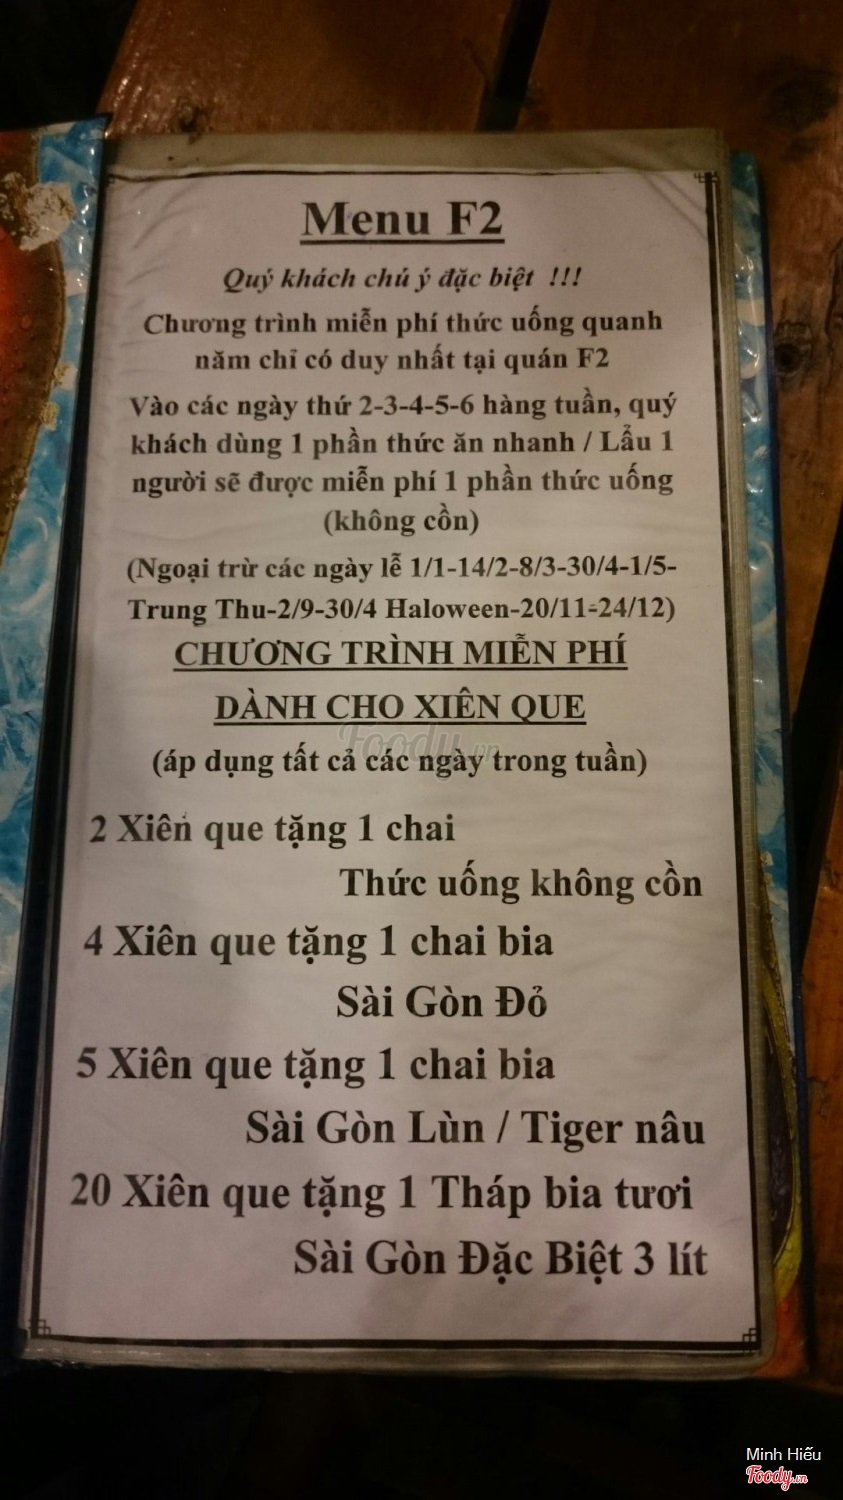 Menu F2
Quý khách chú ý đặc biệt !!!
Chương trình miễn phí thức uống quanh
năm chỉ có duy nhất tại quán F2
Vào các ngày thứ 2-3-4-5-6 hàng tuần, quý
khách dùng 1 phần thức ăn nhanh / Lẩu 1
người sẽ được miễn phí 1 phần thức uống
(không cồn)
(Ngoại trừ các ngày lễ 1/1-14/2-8/3-30/4-1/5-
Trung Thu-2/9-30/4 Haloween-20/11-24/12)
CHƯƠNG TRÌNH MIỄN PHÍ
DÀNH CHO XIÊN QUE
Foody.vn
(áp dụng tất cả các ngày trong tuần)
2 Xiên que tặng 1 chai
Thức uống không cồn
4 Xiên que tặng 1 chai bia
Sài Gòn Đỏ
5 Xiên que tặng 1 chai bia
Sài Gòn Lùn / Tiger nâu
20 Xiên que tặng 1 Tháp bia tươi
Sài Gòn Đặc Biệt 3 lít
Minh Hiếu
Foody.vn